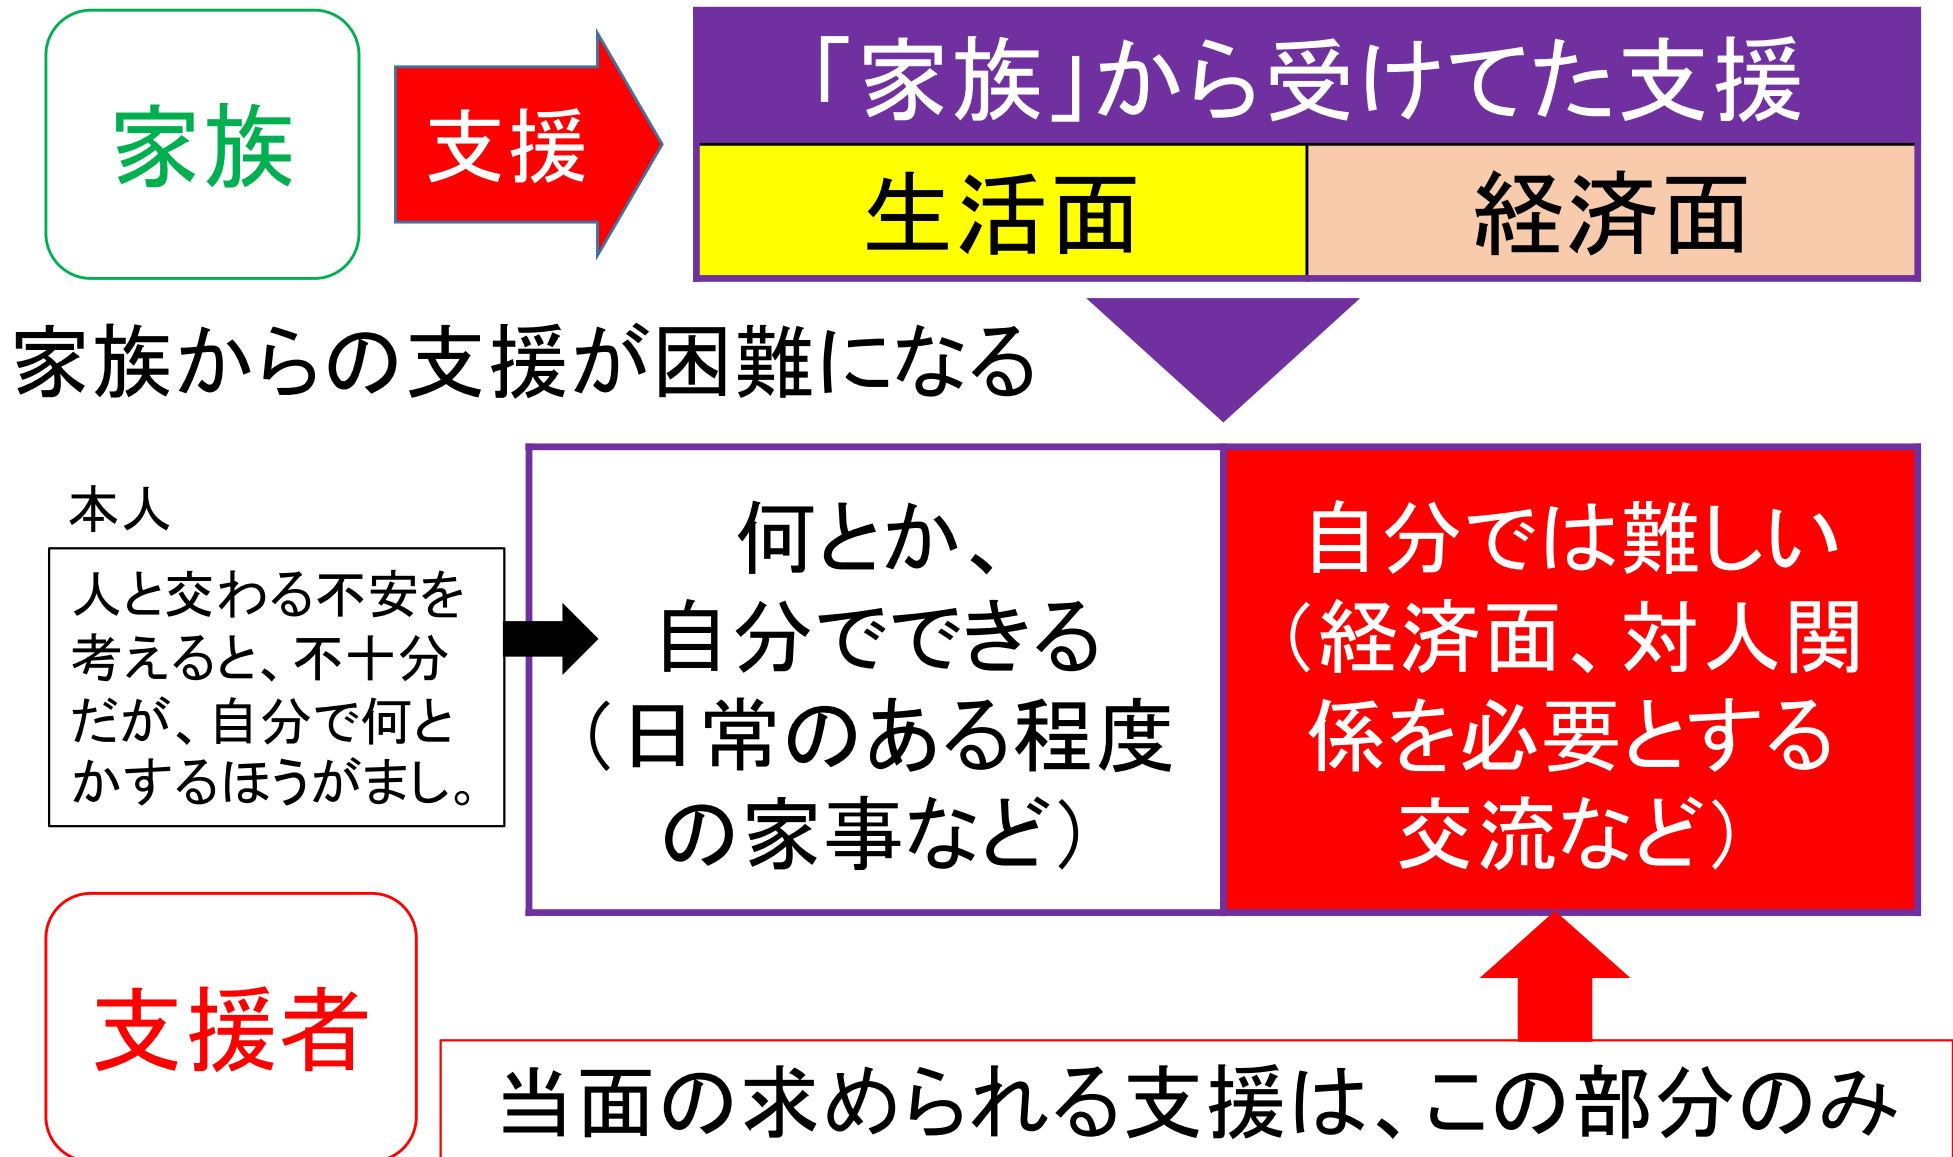 家族
支援
「家族」から受けてた支援
生活面
経済面
家族からの支援が困難になる
本人
人と交わる不安を
考えると、不十分
だが、自分で何と
かするほうがまし。
何とか、
自分でできる
（日常のある程度
の家事など）
自分では難しい
（経済面、対人関
係を必要とする
交流など）
支援者
当面の求められる支援は、この部分のみ